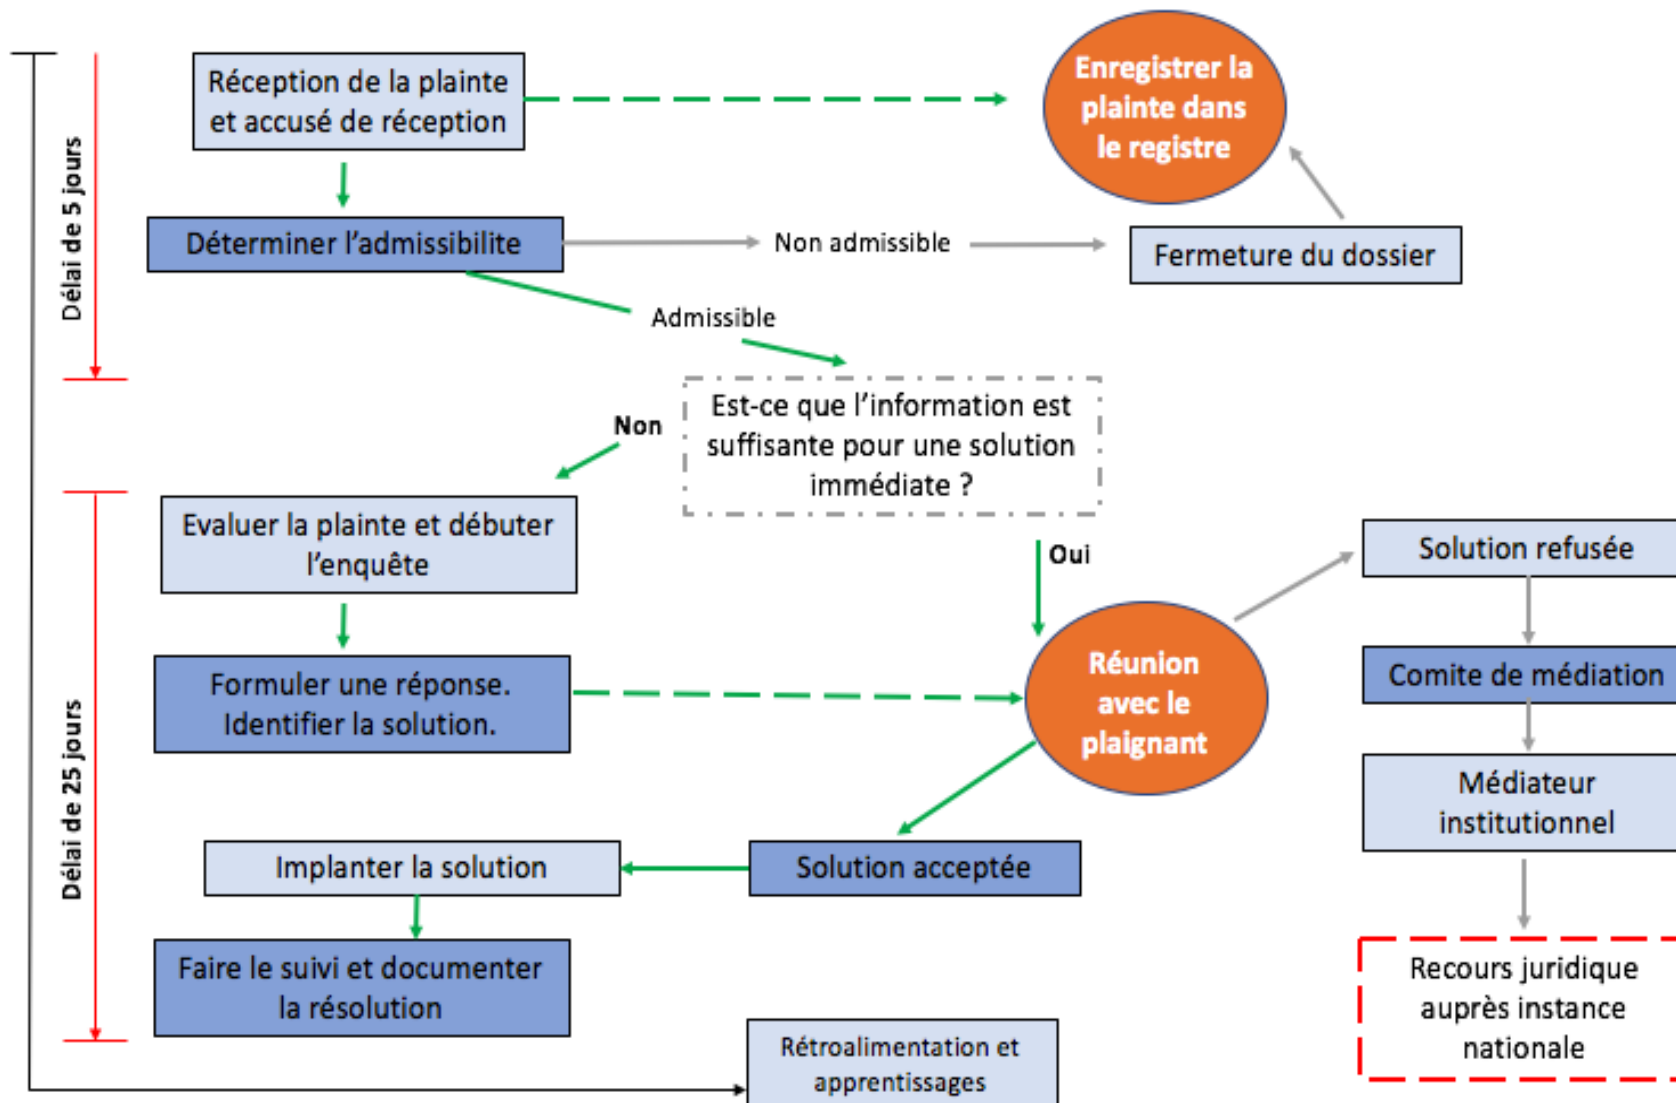 Réception de la plainte
et accusé de réception
Enregistrer la
plainte dans
le registre
Délai de 5 jours
Déterminer l’admissibilite
Non admissible
Fermeture du dossier
Admissible
Est-ce que l’information est
suffisante pour une solution
immédiate ?
Non
Oui
Délai de 25 jours
Evaluer la plainte et débuter
l’enquête
Solution refusée
Formuler une réponse.
Identifier la solution.
Réunion
avec le
plaignant
Comite de médiation
Médiateur
institutionnel
Implanter la solution
Solution acceptée
Faire le suivi et documenter
la résolution
Recours juridique
auprès instance
nationale
Rétroalimentation et
apprentissages